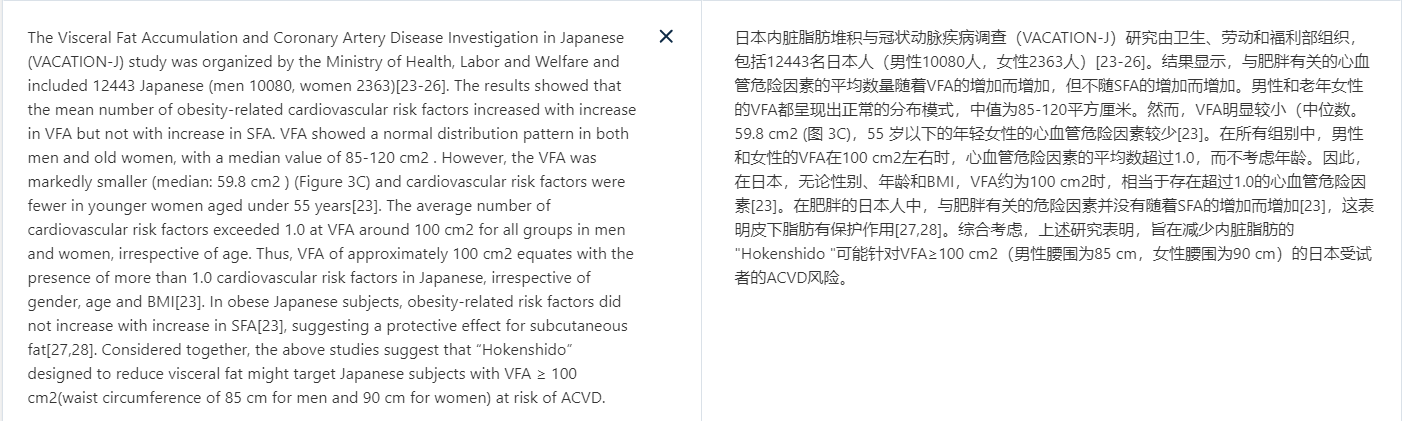 The Visceral Fat Accumulation and Coronary Artery Disease Investigation in Japanese
(VACATION-J) study was organized by the Ministry of Health, Labor and Welfare and
included 12443 Japanese (men 10080, women 2363)[23-26]. The results showed that
the mean number of obesity-related cardiovascular risk factors increased with increase
in VFA but not with increase in SFA. VFA showed a normal distribution pattern in both
men and old women, with a median value of 85-120 cm2 . However, the VFA was
markedly smaller (median: 59.8 cm2 ) (Figure 3C) and cardiovascular risk factors were
fewer in younger women aged under 55 years[23]. The average number of
cardiovascular risk factors exceeded 1.0 at VFA around 100 cm2 for all groups in men
and women, irrespective of age. Thus, VFA of approximately 100 cm2 equates with the
presence of more than 1.0 cardiovascular risk factors in Japanese, irrespective of
gender, age and BMI[23]. In obese Japanese subjects, obesity-related risk factors did
not increase with increase in SFA[23], suggesting a protective effect for subcutaneous
fat[27,28]. Considered together, the above studies suggest that “Hokenshido”
designed to reduce visceral fat might target Japanese subjects with VFA ≥ 100
cm2(waist circumference of 85 cm for men and 90 cm for women) at risk of ACVD.
日本内脏脂肪堆积与冠状动脉疾病调查（VACATION-J）研究由卫生、劳动和福利部组织，
包括12443名日本人（男性10080人，女性2363人）[23-26]。结果显示，与肥胖有关的心血
管危险因素的平均数量随着VFA的增加而增加，但不随SFA的增加而增加。男性和老年女性
的VFA都呈现出正常的分布模式，中值为85-120平方厘米。然而，VFA明显较小（中位数。
59.8 cm2 (图 3C)，55 岁以下的年轻女性的心血管危险因素较少[23]。在所有组别中，男性
和女性的VFA在100 cm2左右时，心血管危险因素的平均数超过1.0，而不考虑年龄。因此，
在日本，无论性别、年龄和BMI，VFA约为100 cm2时，相当于存在超过1.0的心血管危险因
素[23]。在肥胖的日本人中，与肥胖有关的危险因素并没有随着SFA的增加而增加[23]，这表
明皮下脂肪有保护作用[27,28]。综合考虑，上述研究表明，旨在减少内脏脂肪的
"Hokenshido "可能针对VFA≥100 cm2（男性腰围为85 cm，女性腰围为90 cm）的日本受试
者的ACVD风险。